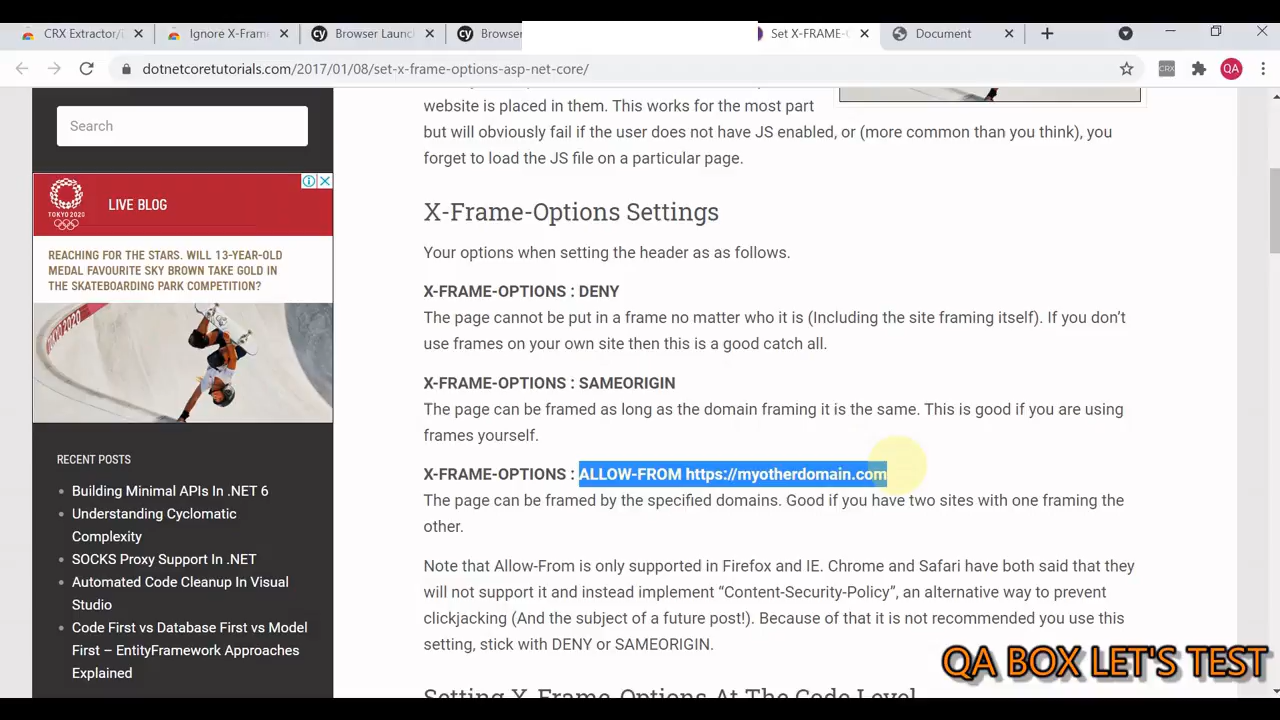 CRX Extractor/
Ignore X-Fram
Browser Launc
Browse
Set X-FRAME-
Document
dotnetcoretutorials.com/2017/01/08/set-x-frame-options-asp-net-core/
CRX
QA
website is placed in them. This works for the most part
but will obviously fail if the user does not have JS enabled, or (more common than you think), you
forget to load the JS file on a particular page.
Search
TOKYO 2020
LIVE BLOG
REACHING FOR THE STARS. WILL 13-YEAR-OLD
MEDAL FAVOURITE SKY BROWN TAKE GOLD IN
THE SKATEBOARDING PARK COMPETITION?
RECENT POSTS
Building Minimal APIs In .NET 6
Understanding Cyclomatic
Complexity
SOCKS Proxy Support In .NET
Automated Code Cleanup In Visual
Studio
Code First vs Database First vs Model
First – EntityFramework Approaches
Explained
X-Frame-Options Settings
Your options when setting the header as as follows.
X-FRAME-OPTIONS : DENY
The page cannot be put in a frame no matter who it is (Including the site framing itself). If you don’t
use frames on your own site then this is a good catch all.
X-FRAME-OPTIONS : SAMEORIGIN
The page can be framed as long as the domain framing it is the same. This is good if you are using
frames yourself.
X-FRAME-OPTIONS : ALLOW-FROM https://myotherdomain.com
The page can be framed by the specified domains. Good if you have two sites with one framing the
other.
Note that Allow-From is only supported in Firefox and IE. Chrome and Safari have both said that they
will not support it and instead implement “Content-Security-Policy”, an alternative way to prevent
clickjacking (And the subject of a future post!). Because of that it is not recommended you use this
setting, stick with DENY or SAMEORIGIN.
Setting X-Frame-Options At The Code Level
QA BOX LET'S TEST